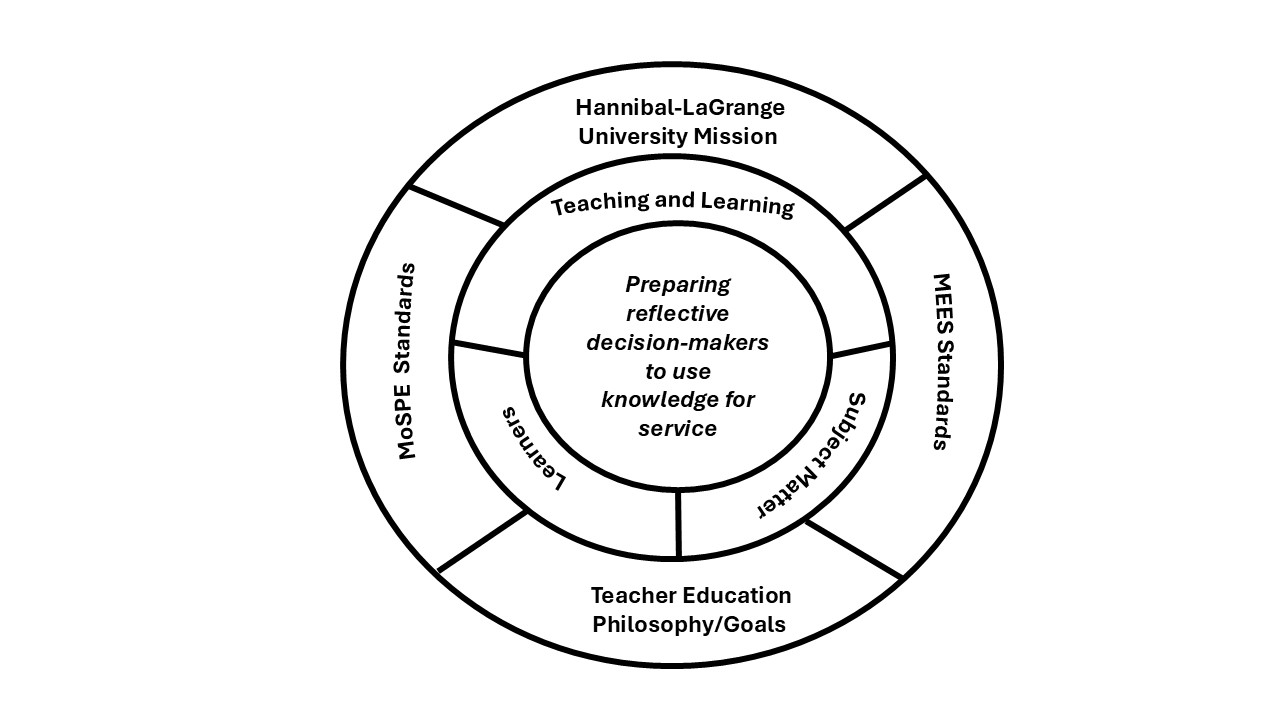 Hannibal-LaGrange
University Mission
Teaching and Learning
MoSPE Standards
Preparing
reflective
decision-makers
to use
knowledge for
service
MEES Standards
Learners
Subject Matter
Teacher Education
Philosophy/Goals